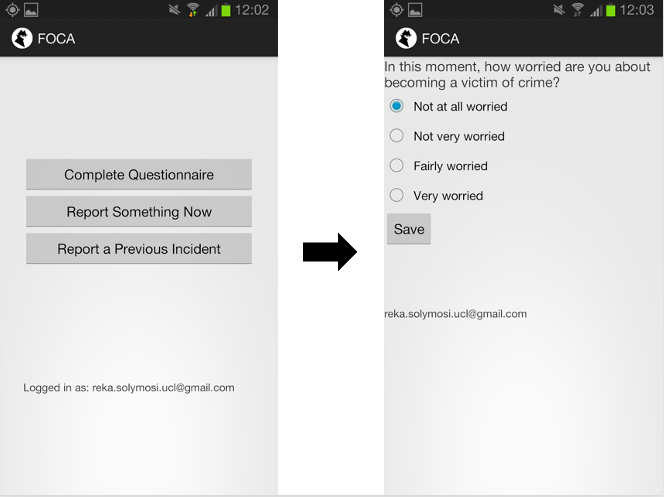 12:02
FOCA
Complete Questionnaire
Report Something Now
Report a Previous Incident
Logged in as: reka.solymosi.ucl@gmail.com
12:03
FOCA
In this moment, how worried are you about
becoming a victim of crime?
Not at all worried
Not very worried
Fairly worried
Very worried
Save
reka.solymosi.ucl@gmail.com